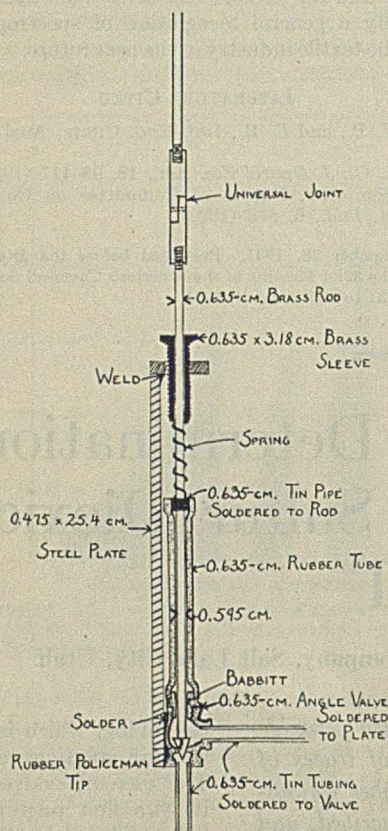 LITERATURE CITED
UNIVERSAL JOINT
0.635-CM. BRASS ROD
0.635 x 3.18 CM. BRASS
SLEEVE
WELD
SPRING
0.635-CM. TIN PIPE
SOLDERED TO ROD
0.475 x 25.4 CM.
STEEL PLATE
0.635-CM. RUBBER TUBE
0.595 CM.
BABBITT
0.635-CM. ANGLE VALVE
SOLDERED
TO PLATE
SOLDER
RUBBER POLICEMAN
TIP
0.635-CM. TIN TUBING
SOLDERED TO VALVE